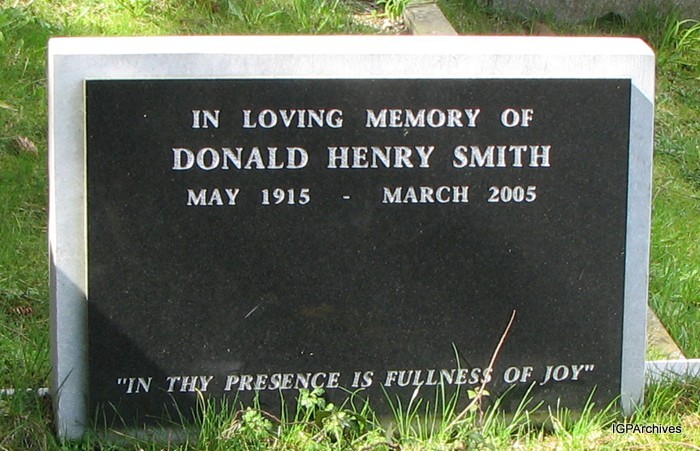 IN LOVING MEMORY OF
DONALD HENRY SMITH
MAY 1915 - MARCH 2005
"IN THY PRESENCE IS FULLNESS OF JOY"
IGPArchives